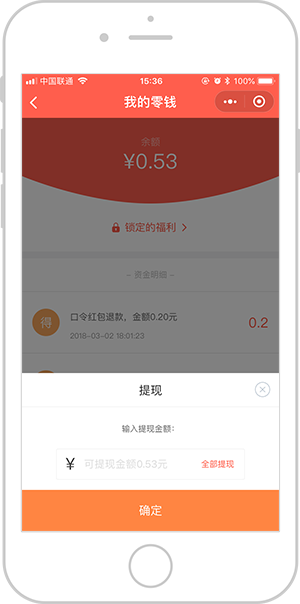 中国联通 15:36 100%
我的零钱
余额
¥0.53
锁定的福利
- 资金明细 -
得 口令红包退款，金额0.20元 0.2
2018-03-02 18:01:23
提现
输入提现金额：
¥ 可提现金额0.53元 全部提现
确定